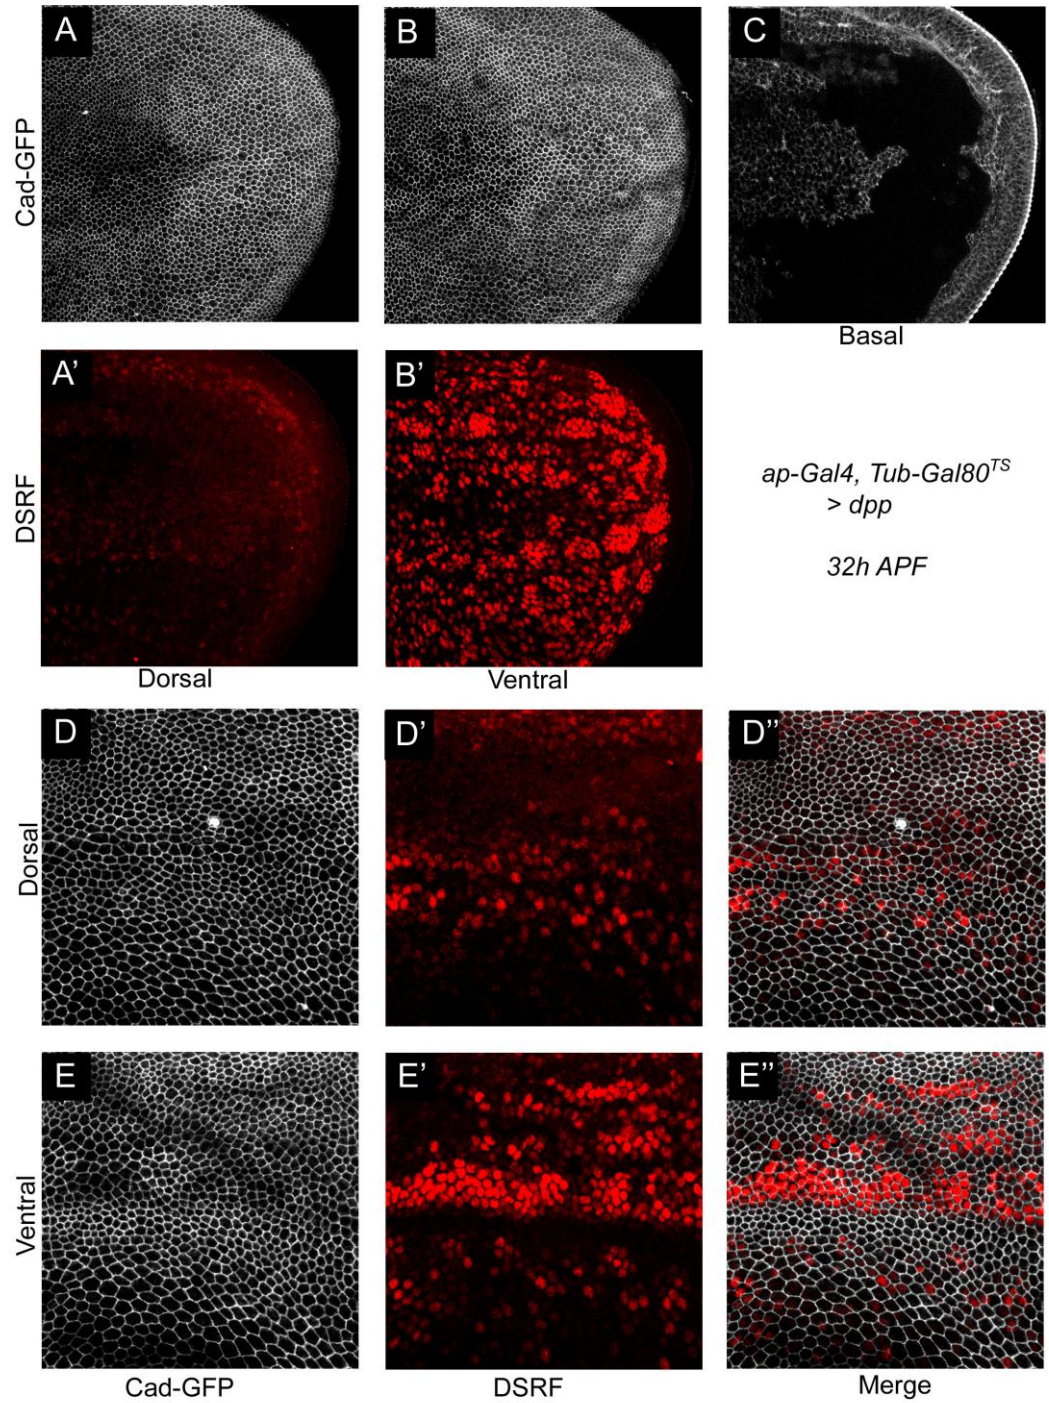 A
B
C
Cad-GFP
Basal
A'
B'
DSRF
ap-Gal4, Tub-Gal80TS
> dpp
32h APF
Dorsal
Ventral
D
D'
D"
Dorsal
E
E'
E"
Ventral
Cad-GFP
DSRF
Merge